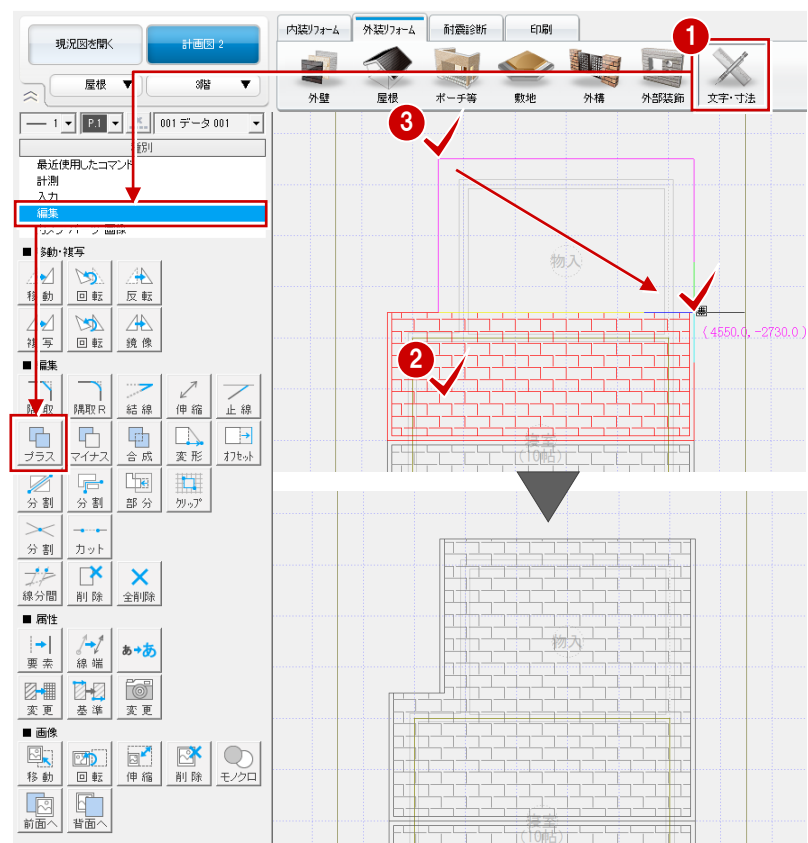 内装リフォーム 外装リフォーム 耐震診断 印刷
現況図を開く 計画図 2
1
屋根 ▼ 3階 ▼
外壁 屋根 ポーチ等 敷地 外構 外部装飾 文字・寸法
1 P.1 001 データ 001
3
種別
最近使用したコマンド
計測
入力
編集
■ 移動・複写
移動 回転 反転
複写 回転 鏡像
物入
(4550.0, -2730.0)
■ 編集
2
隅取 隅取R 結線 伸縮 止線
プラス マイナス 合成 変形 オフセット
寝室
(10帖)
分割 分割 部分 クリップ
分割 カット
線分間 削除 全削除
■ 属性
あ→あ
要素 線端
変更 基準 変更
物入
■ 画像
移動 回転 伸縮 削除 モノクロ
前面へ 背面へ
寝室
(10帖)